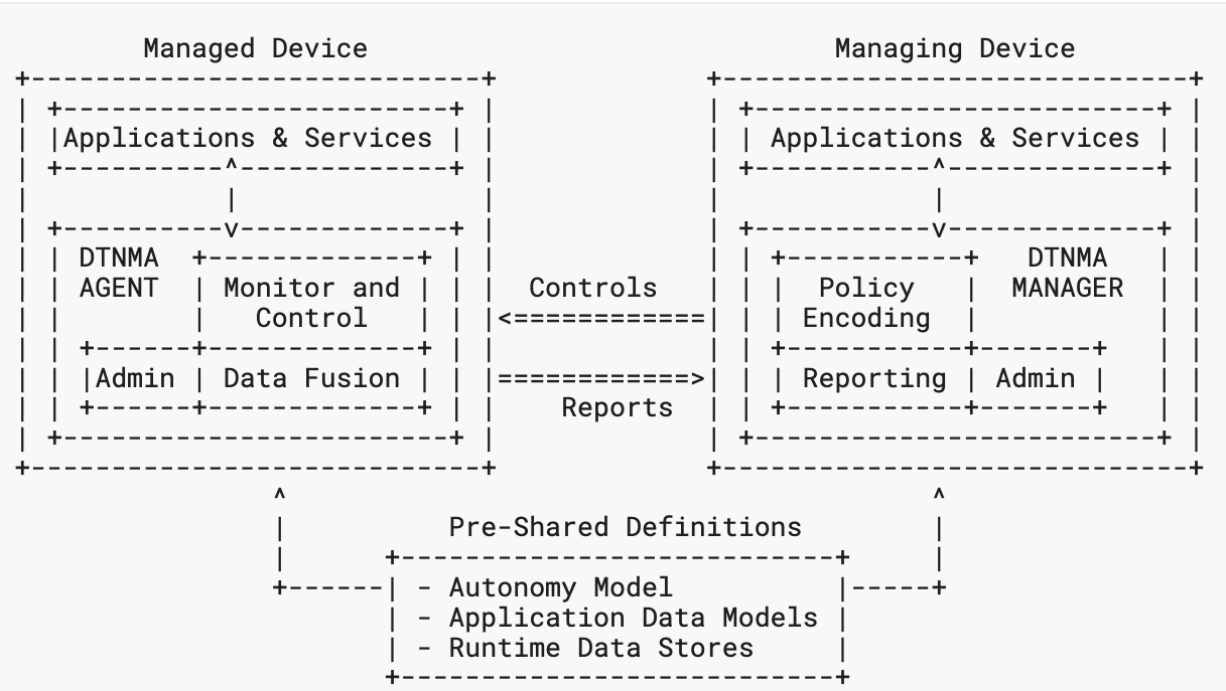 Managed Device Managing Device
+----------------------------+ +-----------------------------+
| +------------------------+ | | +-------------------------+ |
| |Applications & Services | | | | Applications & Services | |
| +----------^-------------+ | | +-----------^-------------+ |
| | | | | |
| +----------v-------------+ | | +-----------v-------------+ |
| | DTNMA +-------------+ | | | | +-----------+ DTNMA | |
| | AGENT | Monitor and | | | Controls | | | Policy | MANAGER | |
| | | Control | | |<============| | | Encoding | | |
| | +------+-------------+ | | | | +-----------+-------+ | |
| | |Admin | Data Fusion | | |============>| | | Reporting | Admin | | |
| | +------+-------------+ | | Reports | | +-----------+-------+ | |
| +------------------------+ | | +-------------------------+ |
+----------------------------+ +-----------------------------+
^ ^
| Pre-Shared Definitions |
| +---------------------------+ |
+------| - Autonomy Model |-----+
| - Application Data Models |
| - Runtime Data Stores |
+---------------------------+